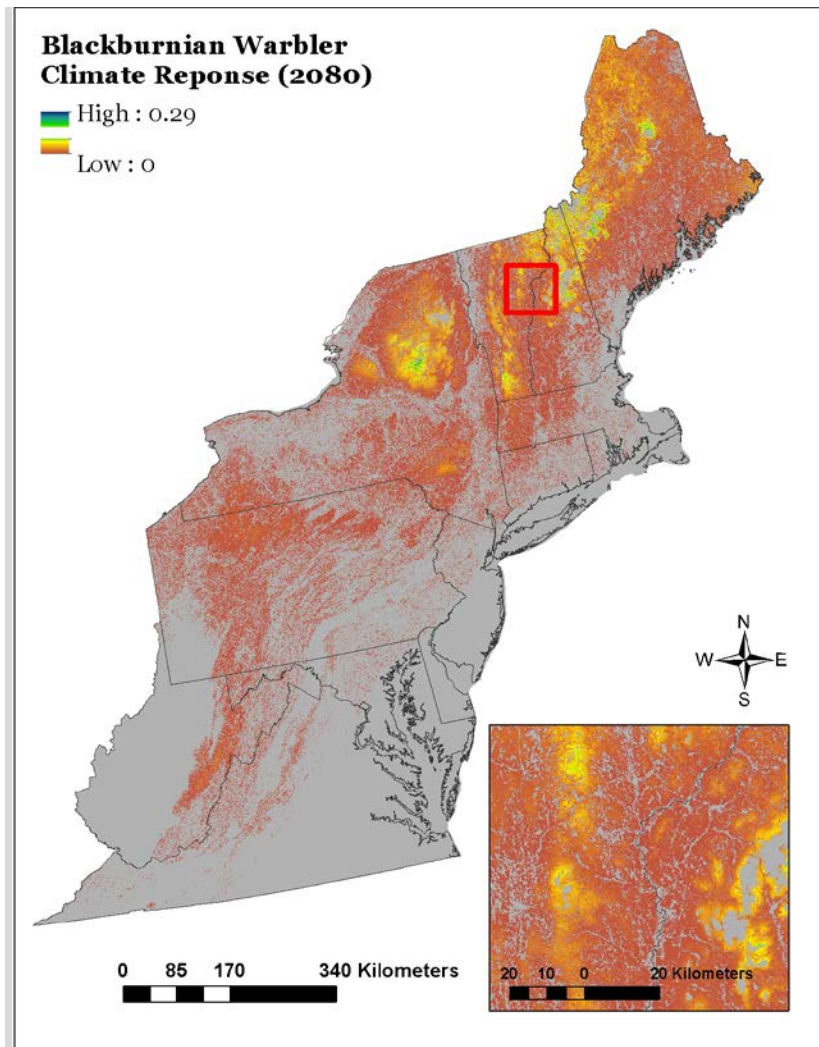 Blackburnian Warbler
Climate Reponse (2080)
High : 0.29
Low : 0
N
W E
S
0 85 170 340 Kilometers
20 10 0 20 Kilometers